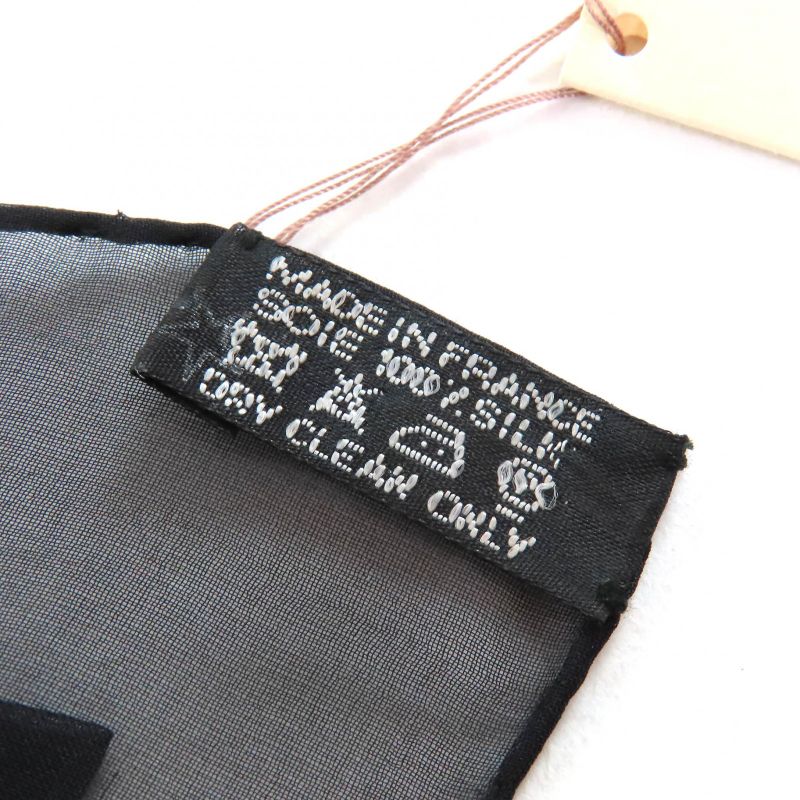 MADE IN FRANCE
SOIE 100% SILK
DRY CLEAN ONLY